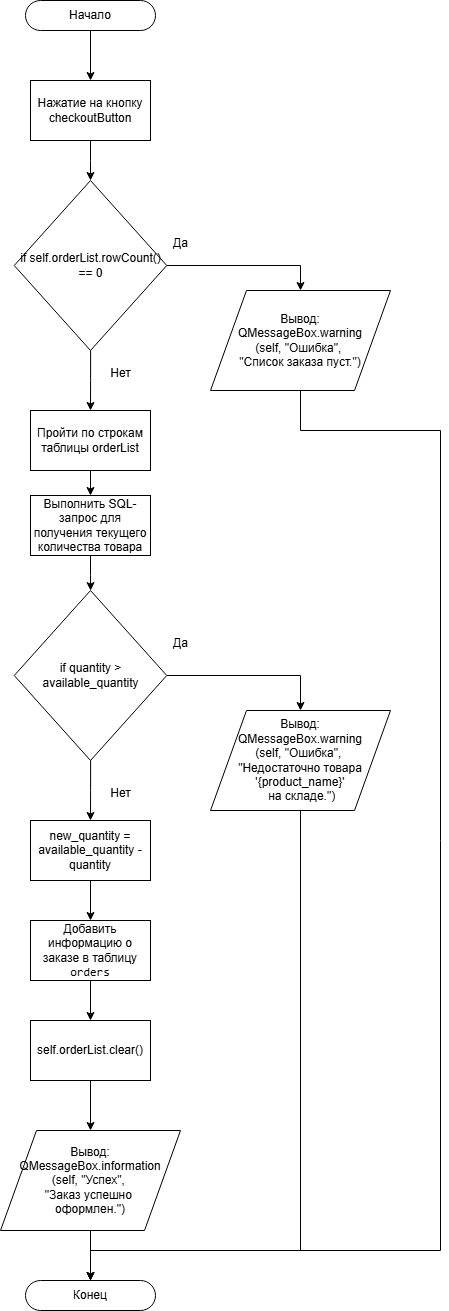 Начало
Нажатие на кнопку
checkoutButton
if self.orderList.rowCount()
== 0
Да
Вывод:
QMessageBox.warning
(self, "Ошибка",
"Список заказа пуст.")
Нет
Пройти по строкам
таблицы orderList
Выполнить SQL-
запрос для
получения текущего
количества товара
if quantity >
available_quantity
Да
Вывод:
QMessageBox.warning
(self, "Ошибка",
"Недостаточно товара
'{product_name}'
на складе.")
Нет
new_quantity =
available_quantity -
quantity
Добавить
информацию о
заказе в таблицу
orders
self.orderList.clear()
Вывод:
QMessageBox.information
(self, "Успех",
"Заказ успешно
оформлен.")
Конец